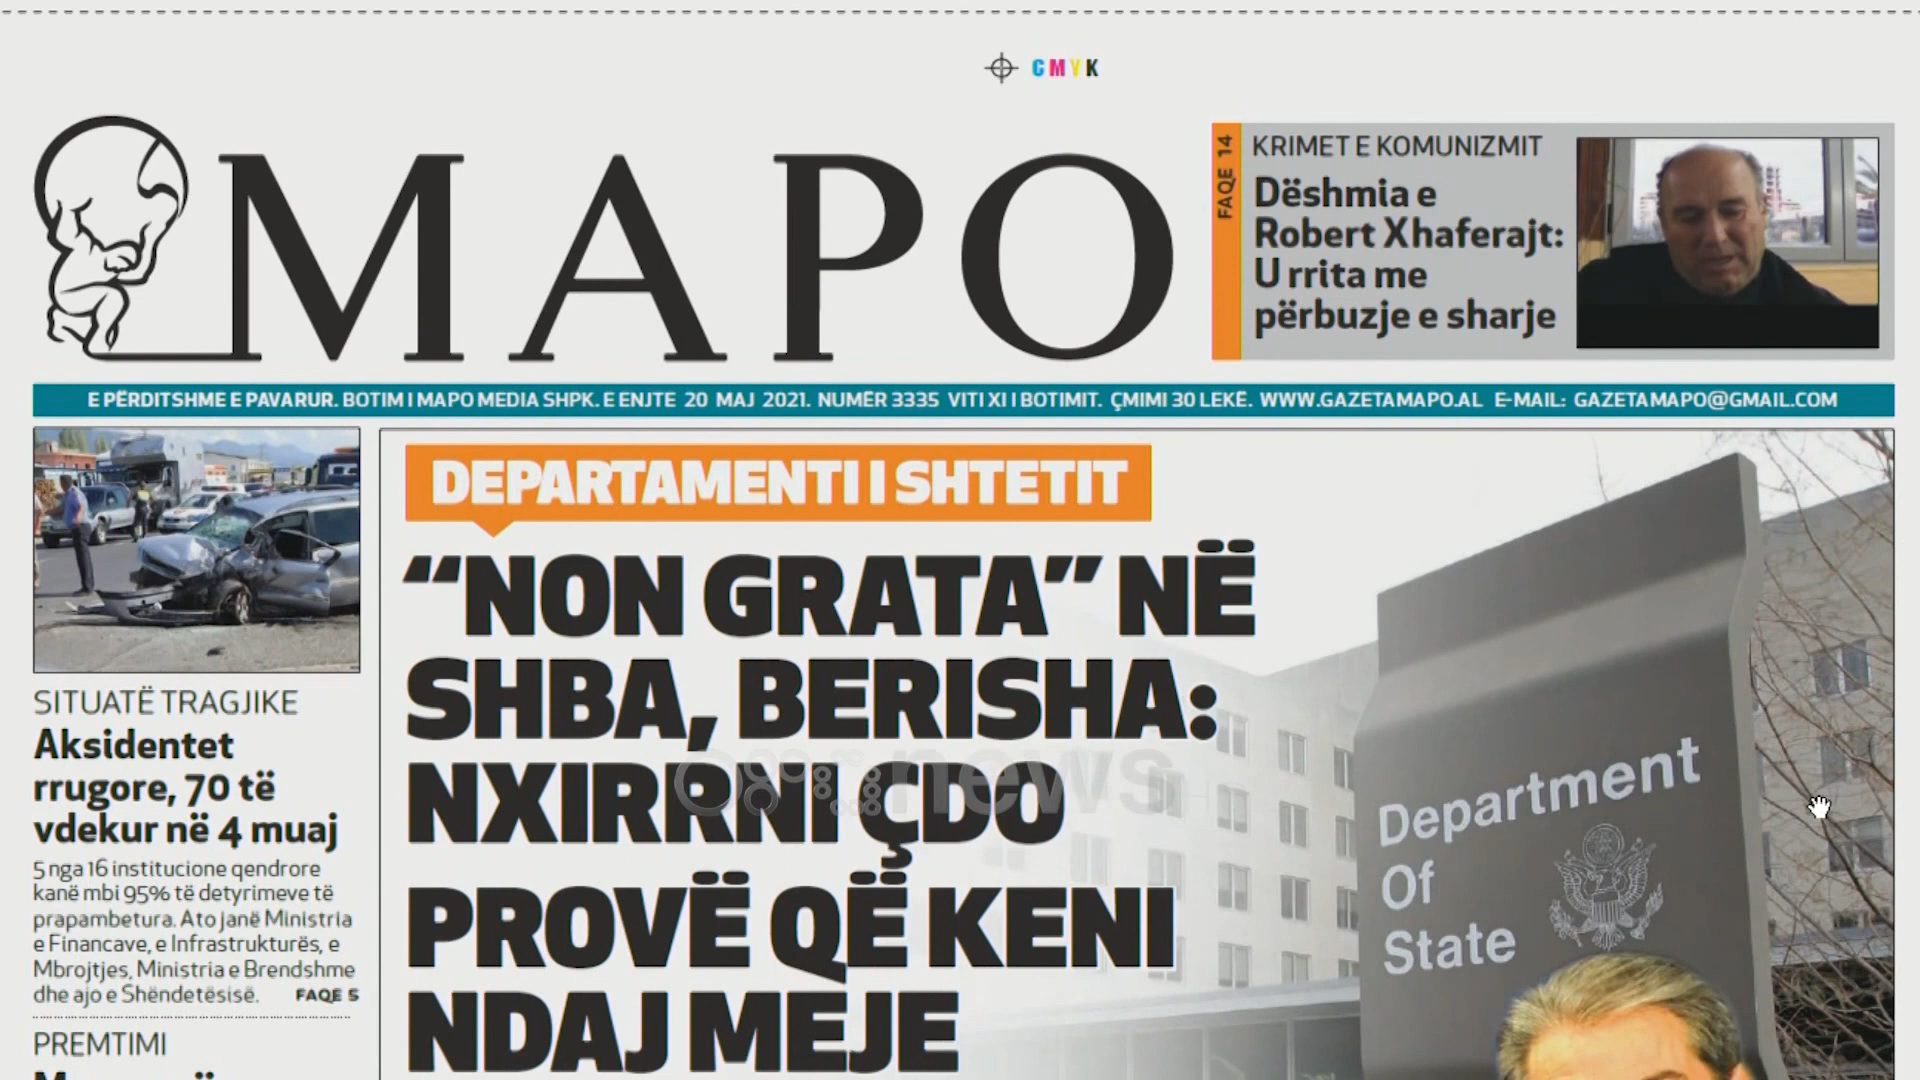 CMYK
MAPO
FAQE 14
KRIMET E KOMUNIZMIT
Dëshmia e
Robert Xhaferajt:
U rrita me
përbuzje e sharje
E PËRDITSHME E PAVARUR. BOTIM I MAPO MEDIA SHPK. E ENJTE 20 MAJ 2021. NUMËR 3335 VITI XI I BOTIMIT. ÇMIMI 30 LEKË. WWW.GAZETAMAPO.AL E-MAIL: GAZETAMAPO@GMAIL.COM
SITUATË TRAGJIKE
Aksidentet
rrugore, 70 të
vdekur në 4 muaj
5 nga 16 institucione qendrore
kanë mbi 95% të detyrimeve të
prapambetura. Ato janë Ministria
e Financave, e Infrastrukturës, e
Mbrojtjes, Ministria e Brendshme
dhe ajo e Shëndetësisë. FAQE 5
PREMTIMI
DEPARTAMENTI I SHTETIT
“NON GRATA” NË
SHBA, BERISHA:
NXIRRNI ÇDO
PROVË QË KENI
NDAJ MEJE
news
Department
Of
State